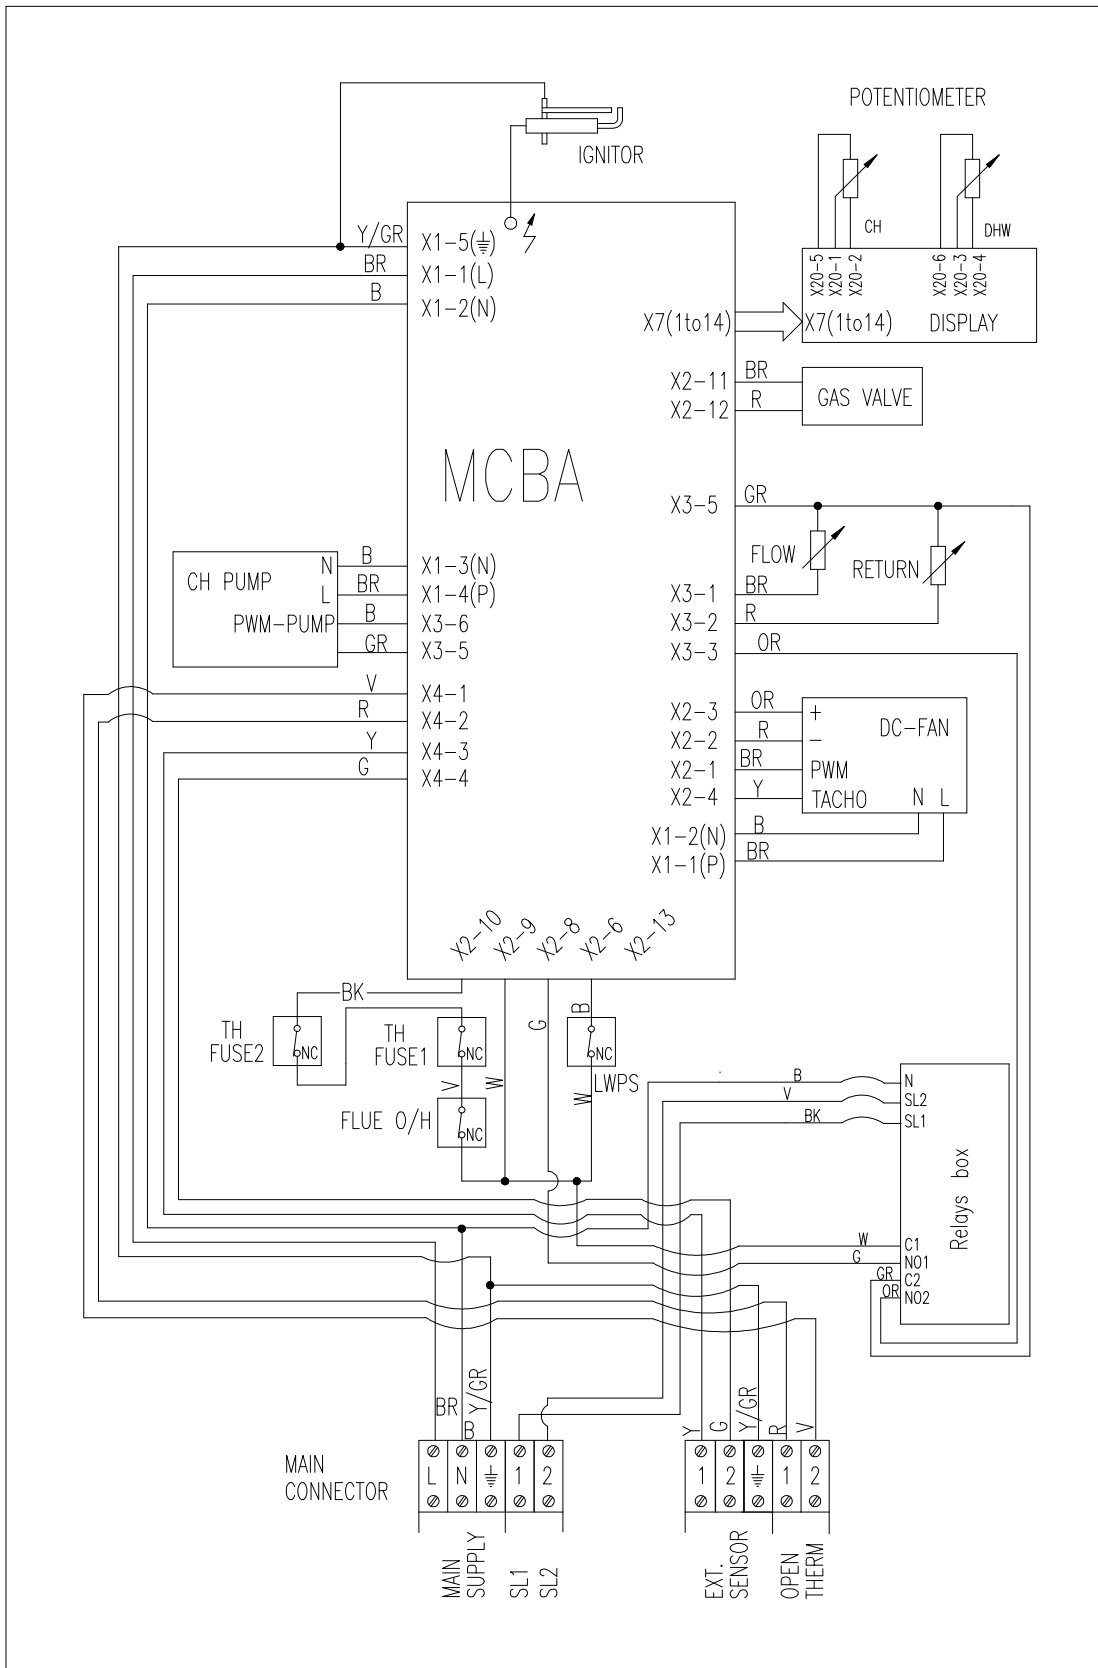 POTENTIOMETER
IGNITOR
CH
DHW
X20-5
X20-1
X20-2
X20-6
X20-3
X20-4
X7(1to14)
DISPLAY
Y/GR
BR
B
X1-5(⏚)
X1-1(L)
X1-2(N)
X7(1to14)
X2-11
X2-12
BR
R
GAS VALVE
MCBA
X3-5
GR
FLOW
RETURN
X3-1
X3-2
X3-3
BR
R
OR
CH PUMP
N
L
PWM-PUMP
B
BR
B
GR
X1-3(N)
X1-4(P)
X3-6
X3-5
V
R
Y
G
X4-1
X4-2
X4-3
X4-4
X2-3
X2-2
X2-1
X2-4
X1-2(N)
X1-1(P)
OR
R
BR
Y
B
BR
+
−
PWM
TACHO
DC-FAN
N L
X2-10
X2-9
X2-8
X2-6
X2-13
BK
TH
FUSE2
NC
TH
FUSE1
NC
V
W
G
B
NC
LWPS
W
FLUE O/H
NC
B
V
BK
N
SL2
SL1
Relays box
W
G
GR
OR
C1
NO1
C2
NO2
BR
B
Y/GR
Y
G
Y/GR
R
V
MAIN
CONNECTOR
L
N
1
2
1
2
1
2
MAIN
SUPPLY
SL1
SL2
EXT.
SENSOR
OPEN
THERM